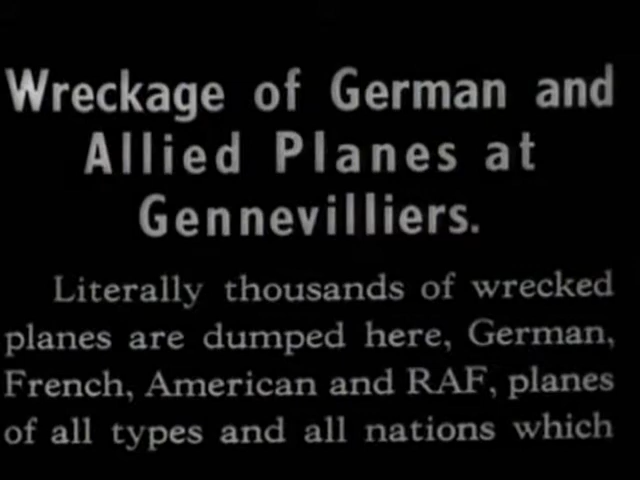 Wreckage of German and
Allied Planes at
Gennevilliers.
Literally thousands of wrecked
planes are dumped here, German,
French, American and RAF, planes
of all types and all nations which